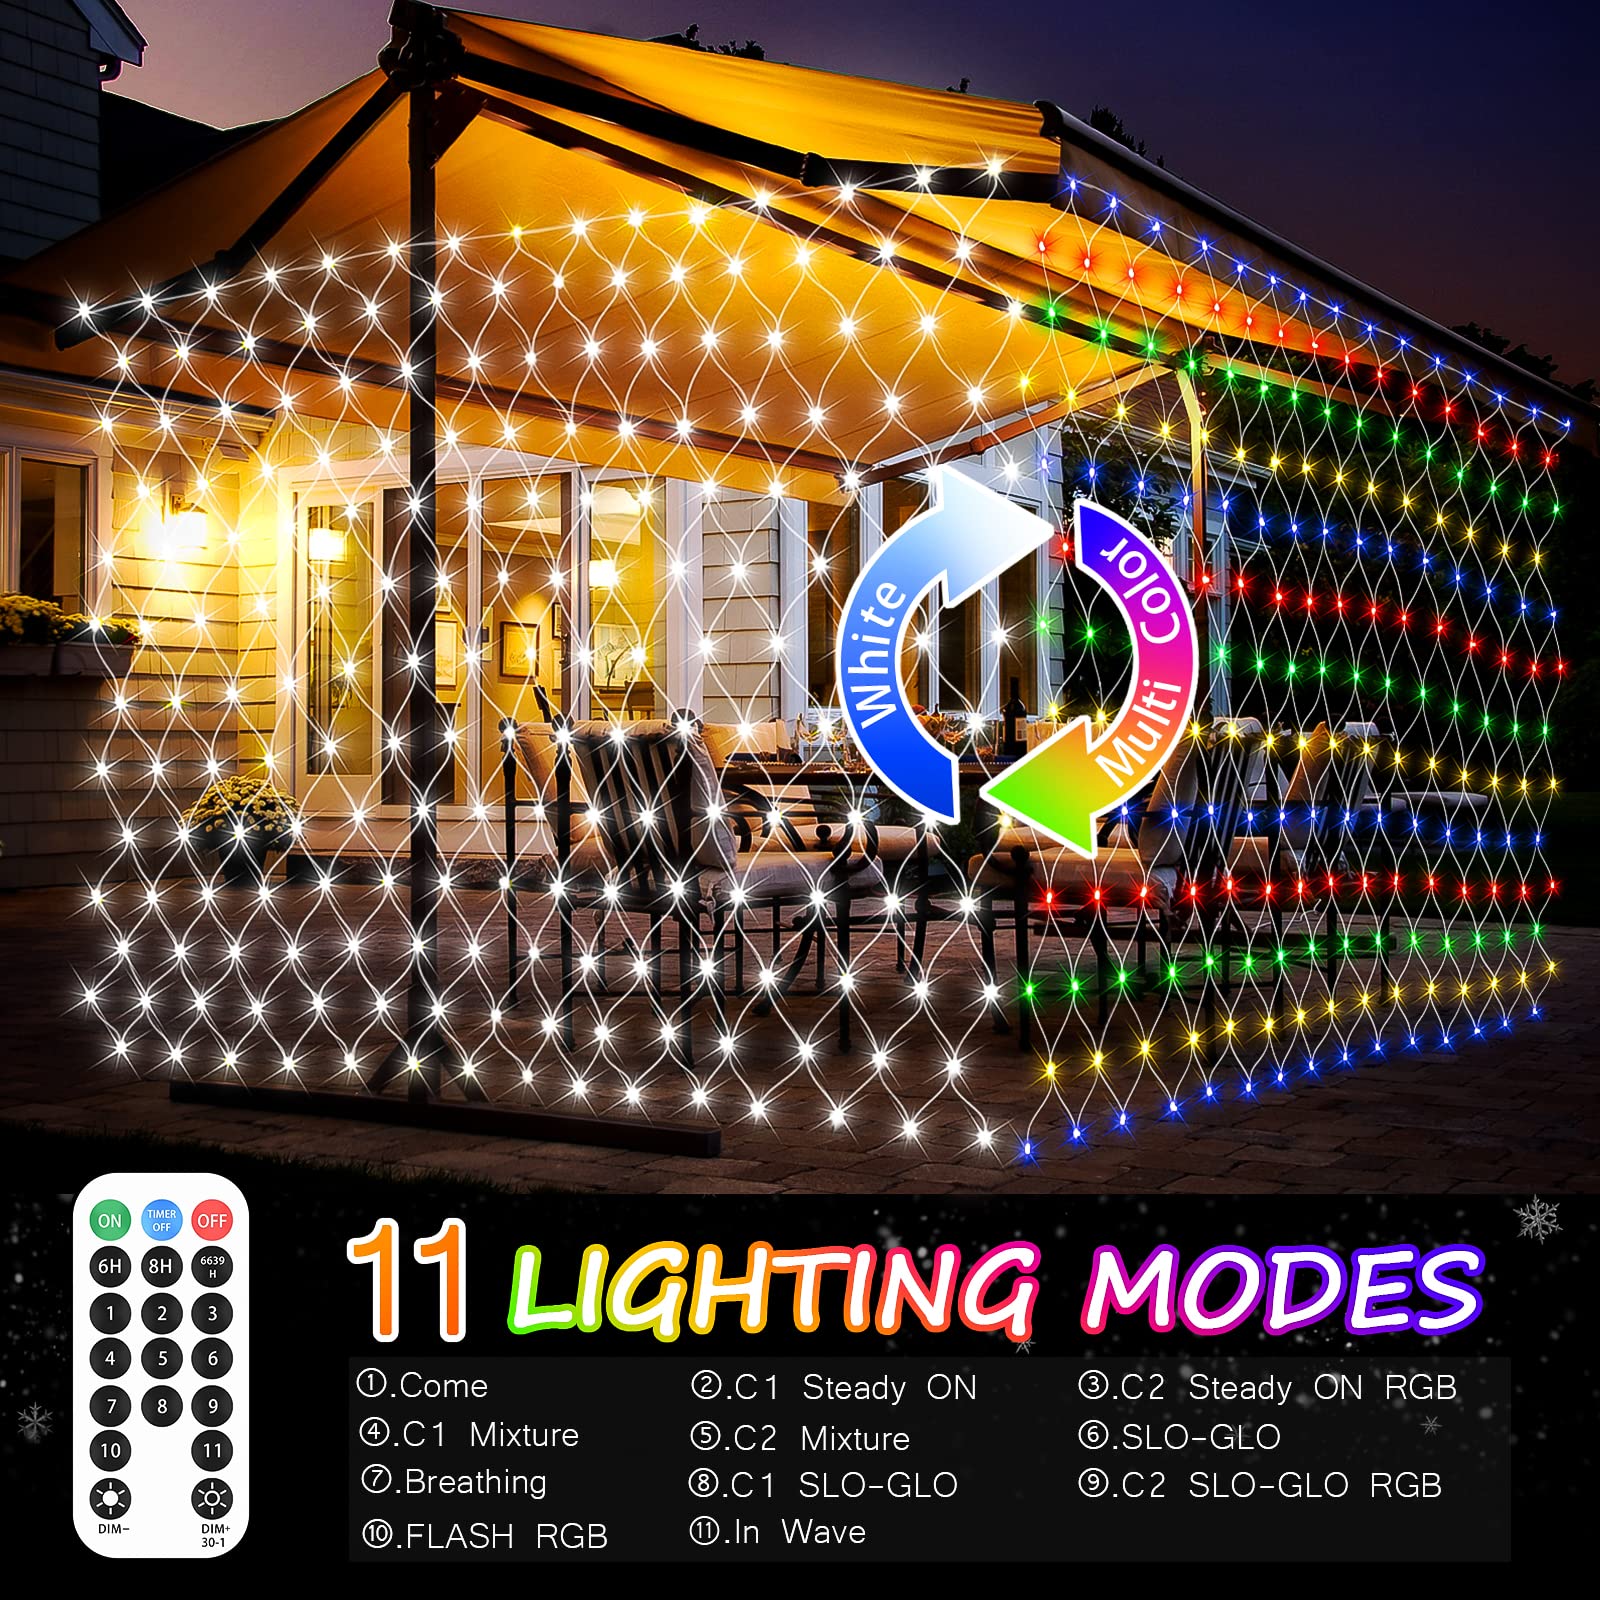 White
Multi Color
ON TIMER OFF OFF
6H 8H 6639 H
1 2 3
4 5 6
7 8 9
10 11
DIM- DIM+
30-1
11 LIGHTING MODES
①.Come ②.C1 Steady ON ③.C2 Steady ON RGB
④.C1 Mixture ⑤.C2 Mixture ⑥.SLO-GLO
⑦.Breathing ⑧.C1 SLO-GLO ⑨.C2 SLO-GLO RGB
⑩.FLASH RGB ⑪.In Wave